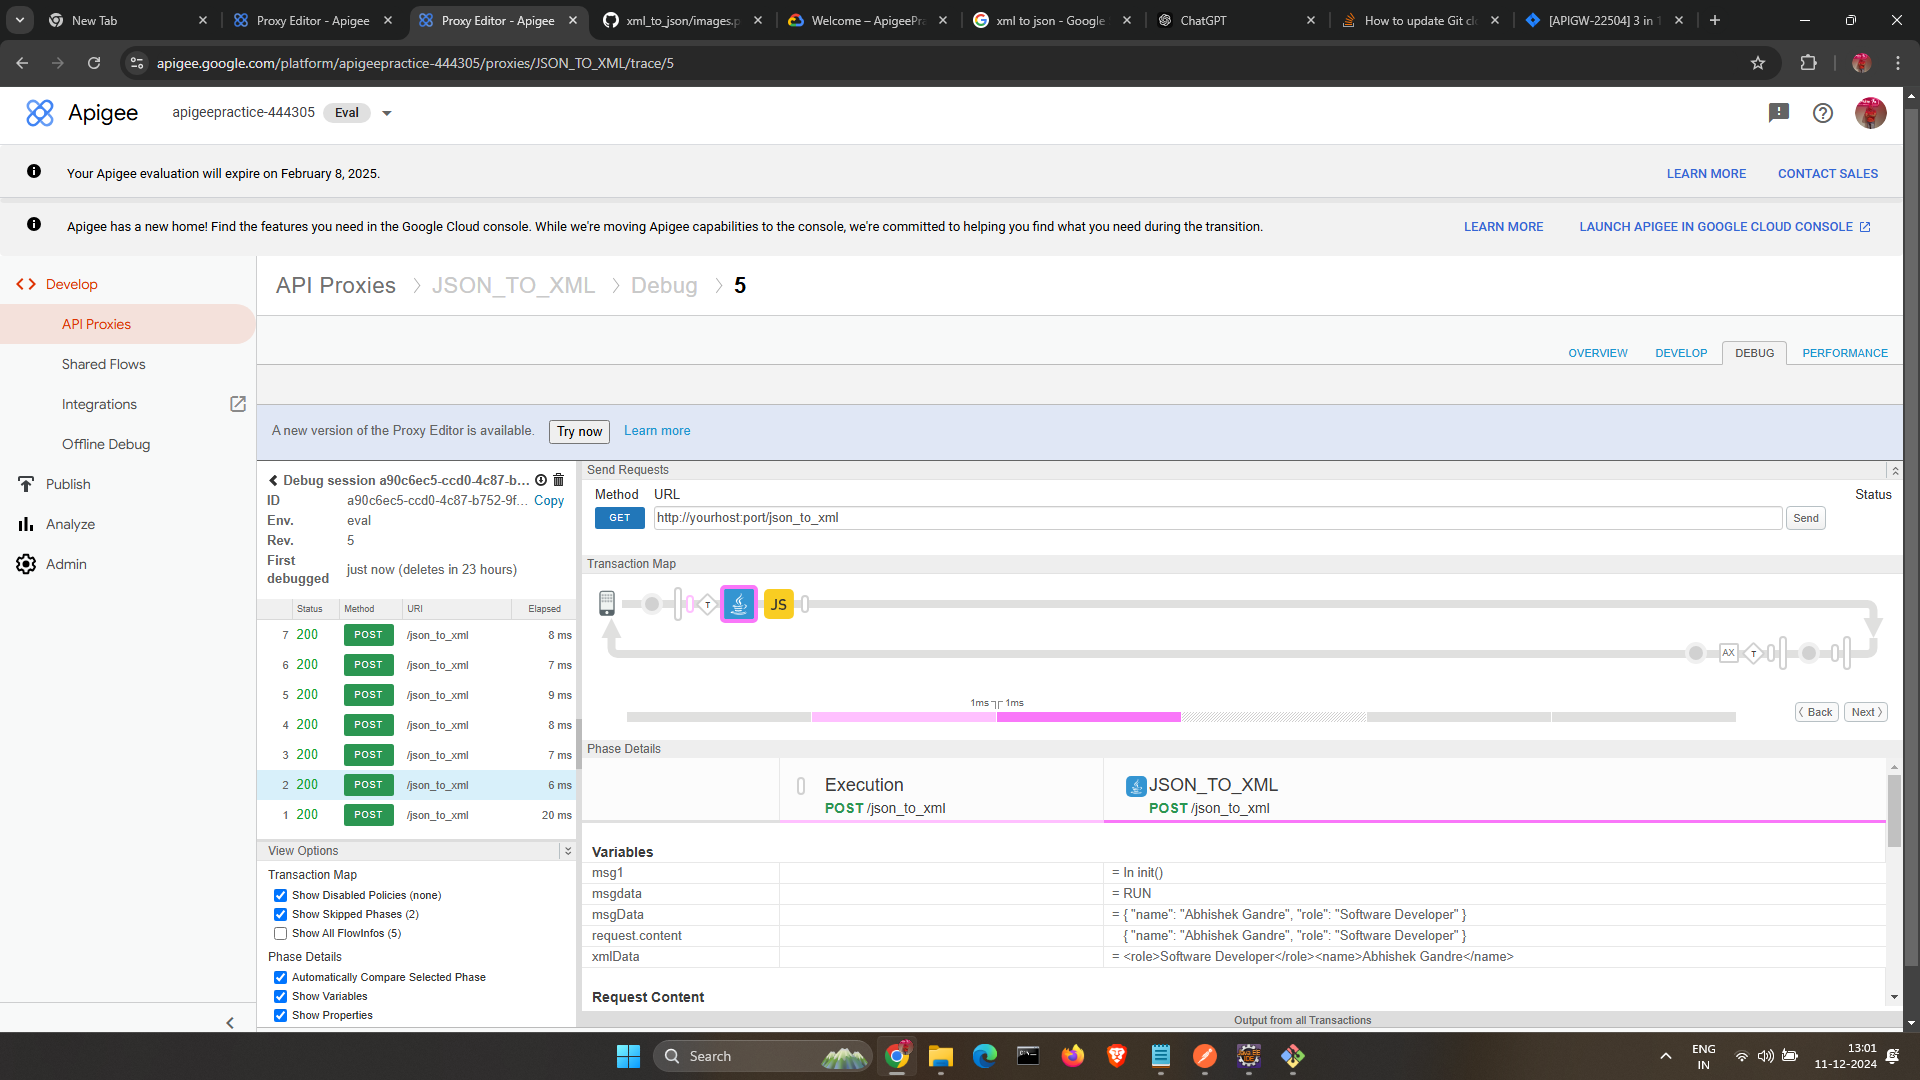 New Tab
Proxy Editor - Apigee
Proxy Editor - Apigee
xml_to_json/images.p
Welcome – ApigeePra
xml to json - Google
ChatGPT
How to update Git cl
[APIGW-22504] 3 in 1
apigee.google.com/platform/apigeepractice-444305/proxies/JSON_TO_XML/trace/5
Apigee
apigeepractice-444305
Eval
Your Apigee evaluation will expire on February 8, 2025.
LEARN MORE
CONTACT SALES
Apigee has a new home! Find the features you need in the Google Cloud console. While we're moving Apigee capabilities to the console, we're committed to helping you find what you need during the transition.
LEARN MORE
LAUNCH APIGEE IN GOOGLE CLOUD CONSOLE
Develop
API Proxies
Shared Flows
Integrations
Offline Debug
Publish
Analyze
Admin
API Proxies
JSON_TO_XML
Debug
5
OVERVIEW
DEVELOP
DEBUG
PERFORMANCE
A new version of the Proxy Editor is available.
Try now
Learn more
Debug session a90c6ec5-ccd0-4c87-b...
ID a90c6ec5-ccd0-4c87-b752-9f... Copy
Env. eval
Rev. 5
First debugged just now (deletes in 23 hours)
Status Method URI Elapsed
7 200 POST /json_to_xml 8 ms
6 200 POST /json_to_xml 7 ms
5 200 POST /json_to_xml 9 ms
4 200 POST /json_to_xml 8 ms
3 200 POST /json_to_xml 7 ms
2 200 POST /json_to_xml 6 ms
1 200 POST /json_to_xml 20 ms
View Options
Transaction Map
Show Disabled Policies (none)
Show Skipped Phases (2)
Show All FlowInfos (5)
Phase Details
Automatically Compare Selected Phase
Show Variables
Show Properties
Send Requests
Method URL Status
GET http://yourhost:port/json_to_xml Send
Transaction Map
T
JS
AX
T
1ms 1ms
Back
Next
Phase Details
Execution
POST /json_to_xml
JSON_TO_XML
POST /json_to_xml
Variables
msg1 = In init()
msgdata = RUN
msgData = { "name": "Abhishek Gandre", "role": "Software Developer" }
request.content { "name": "Abhishek Gandre", "role": "Software Developer" }
xmlData = <role>Software Developer</role><name>Abhishek Gandre</name>
Request Content
Output from all Transactions
Search
ENG
IN
13:01
11-12-2024